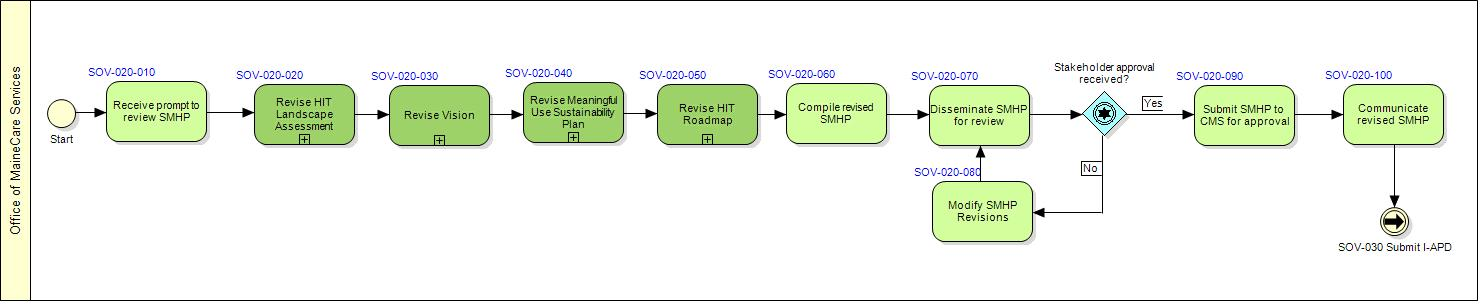 Office of MaineCare Services
Start
SOV-020-010
Receive prompt to
review SMHP
SOV-020-020
Revise HIT
Landscape
Assessment
SOV-020-030
Revise Vision
SOV-020-040
Revise Meaningful
Use Sustainability
Plan
SOV-020-050
Revise HIT
Roadmap
SOV-020-060
Compile revised
SMHP
SOV-020-070
Disseminate SMHP
for review
Stakeholder approval
received?
Yes
No
SOV-020-080
Modify SMHP
Revisions
SOV-020-090
Submit SMHP to
CMS for approval
SOV-020-100
Communicate
revised SMHP
SOV-030 Submit I-APD